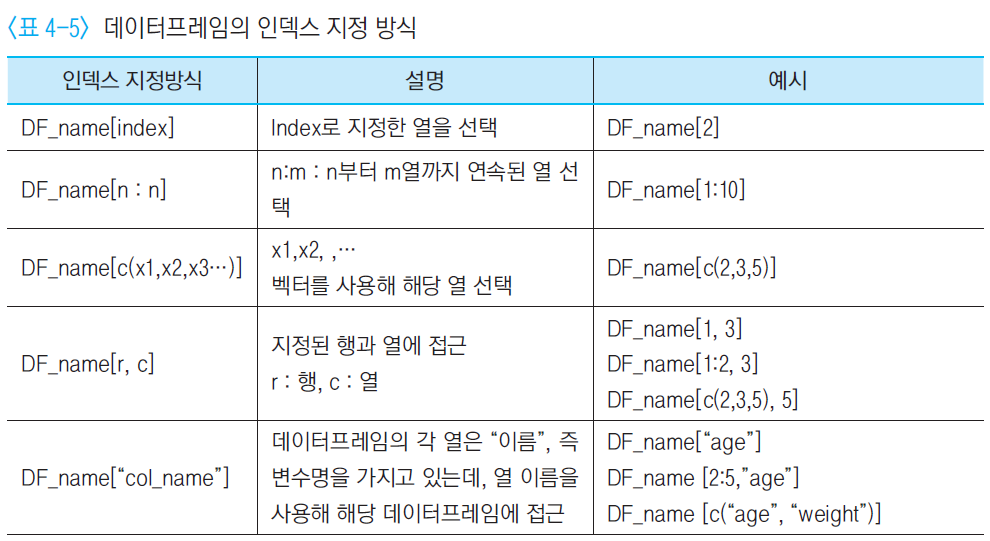 〈표 4-5〉 데이터프레임의 인덱스 지정 방식
인덱스 지정방식
설명
예시
DF_name[index]
Index로 지정한 열을 선택
DF_name[2]
DF_name[n : n]
n:m : n부터 m열까지 연속된 열 선
택
DF_name[1:10]
DF_name[c(x1,x2,x3…)]
x1,x2, ,…
벡터를 사용해 해당 열 선택
DF_name[c(2,3,5)]
DF_name[r, c]
지정된 행과 열에 접근
r : 행, c : 열
DF_name[1, 3]
DF_name[1:2, 3]
DF_name[c(2,3,5), 5]
DF_name[“col_name”]
데이터프레임의 각 열은 “이름”, 즉
변수명을 가지고 있는데, 열 이름을
사용해 해당 데이터프레임에 접근
DF_name[“age”]
DF_name [2:5,”age”]
DF_name [c(“age”, “weight”)]